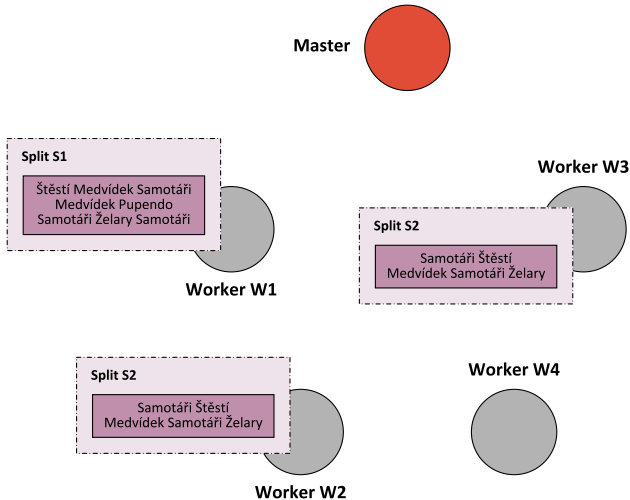 Master
Split S1
Štěstí Medvídek Samotáři
Medvídek Pupendo
Samotáři Želary Samotáři
Worker W1
Worker W3
Split S2
Samotáři Štěstí
Medvídek Samotáři Želary
Split S2
Samotáři Štěstí
Medvídek Samotáři Želary
Worker W2
Worker W4